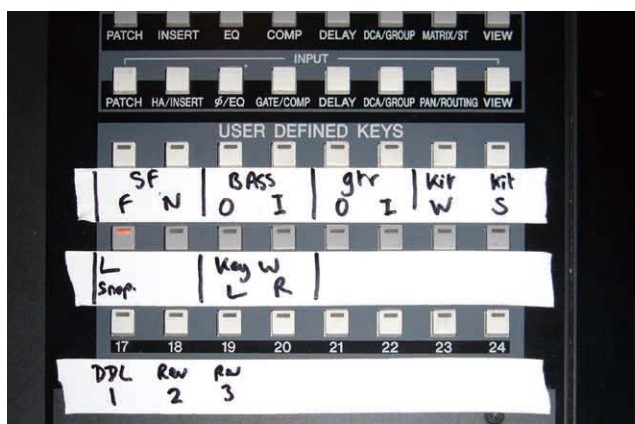 PATCH INSERT EQ COMP DELAY DCA/GROUP MATRIX/ST VIEW
INPUT
PATCH HA/INSERT ϕ/EQ GATE/COMP DELAY DCA/GROUP PAN/ROUTING VIEW
USER DEFINED KEYS
SF BASS gtr Kit Kit
F N O I O I W S
L Key W
Snap. L R
17 18 19 20 21 22 23 24
DDL Rev Rev
1 2 3